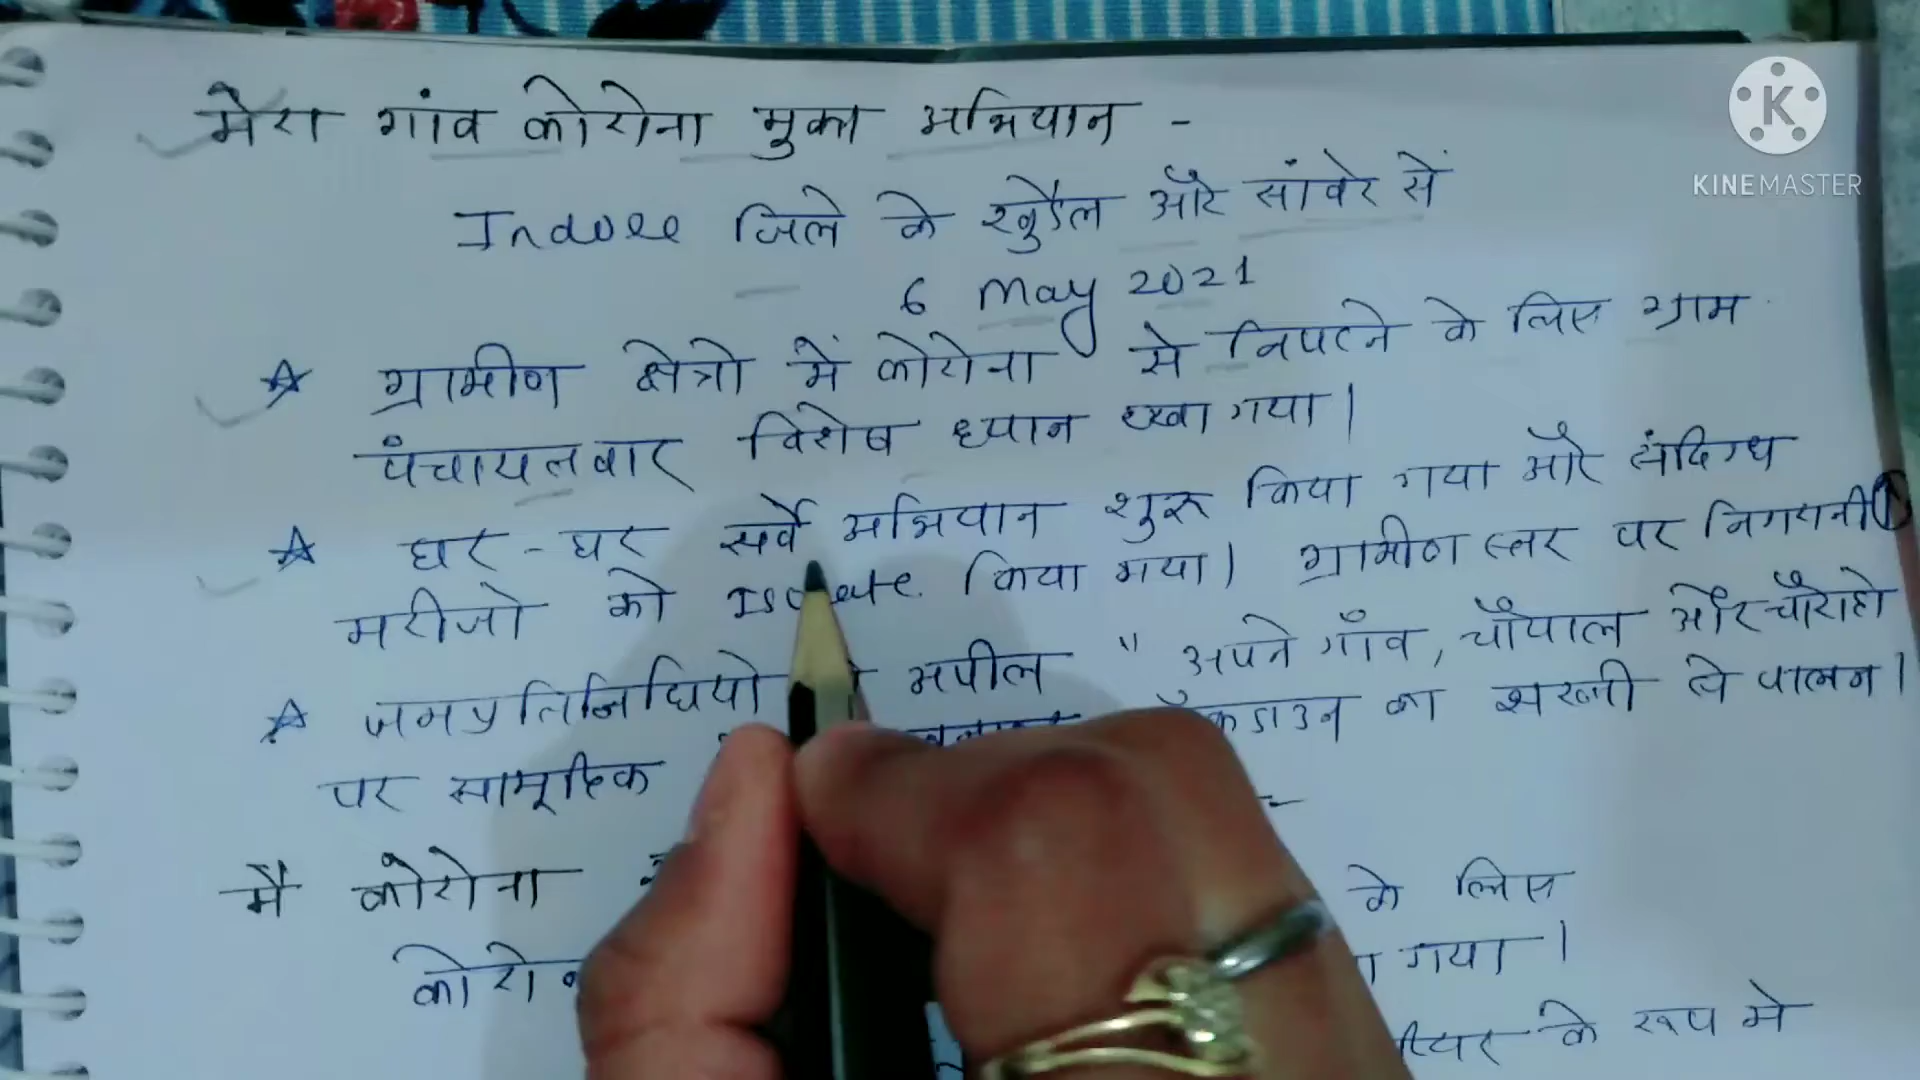 मेरा गांव कोरोना मुक्त अभियान -
Indore जिले के खुडैल और सांवेर से
6 May 2021
☆ ग्रामीण क्षेत्रो में कोरोना से निपटने के लिए ग्राम
पंचायतवार विशेष ध्यान रखा गया।
☆ घर - घर सर्वे अभियान शुरू किया गया और संदिग्ध
मरीजो को किया गया। ग्रामीण स्तर पर निगरानी
☆ जनप्रतिनिधियो अपील " अपने गाँव, चौपाल और चौराहो
पर सामूहिक का सख्ती से पालन।
मै कोरोना के लिए
गया।
के रूप मे
KINEMASTER